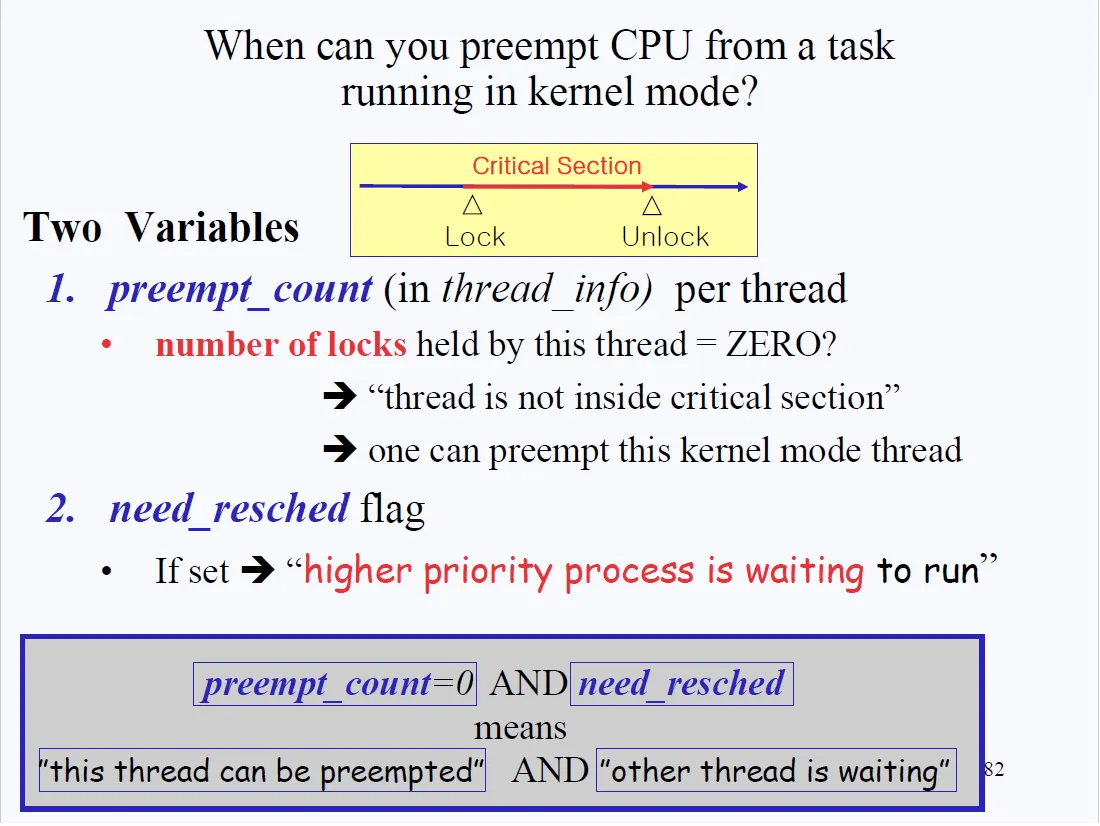 When can you preempt CPU from a task
running in kernel mode?
Critical Section
Lock Unlock
Two Variables
1. preempt_count (in thread_info) per thread
• number of locks held by this thread = ZERO?
➔ “thread is not inside critical section”
➔ one can preempt this kernel mode thread
2. need_resched flag
• If set ➔ “higher priority process is waiting to run”
preempt_count=0 AND need_resched
means
”this thread can be preempted” AND ”other thread is waiting”
82